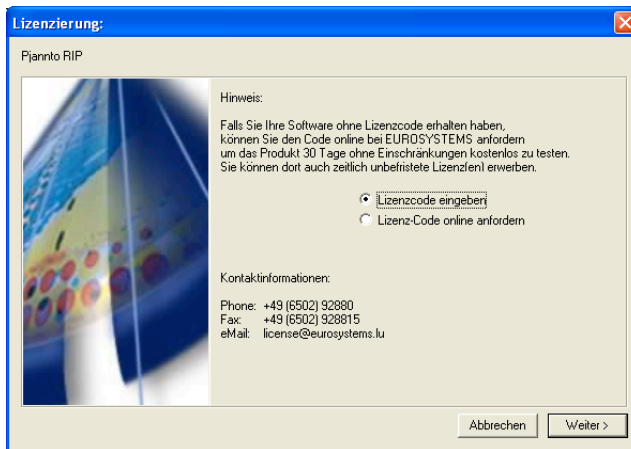 Lizenzierung:
Pjannto RIP
Hinweis:
Falls Sie Ihre Software ohne Lizenzcode erhalten haben,
können Sie den Code online bei EUROSYSTEMS anfordern
um das Produkt 30 Tage ohne Einschränkungen kostenlos zu testen.
Sie können dort auch zeitlich unbefristete Lizenz(en) erwerben.
Lizenzcode eingeben
Lizenz-Code online anfordern
Kontaktinformationen:
Phone: +49 (6502) 92880
Fax: +49 (6502) 928815
eMail: license@eurosystems.lu
Abbrechen
Weiter >